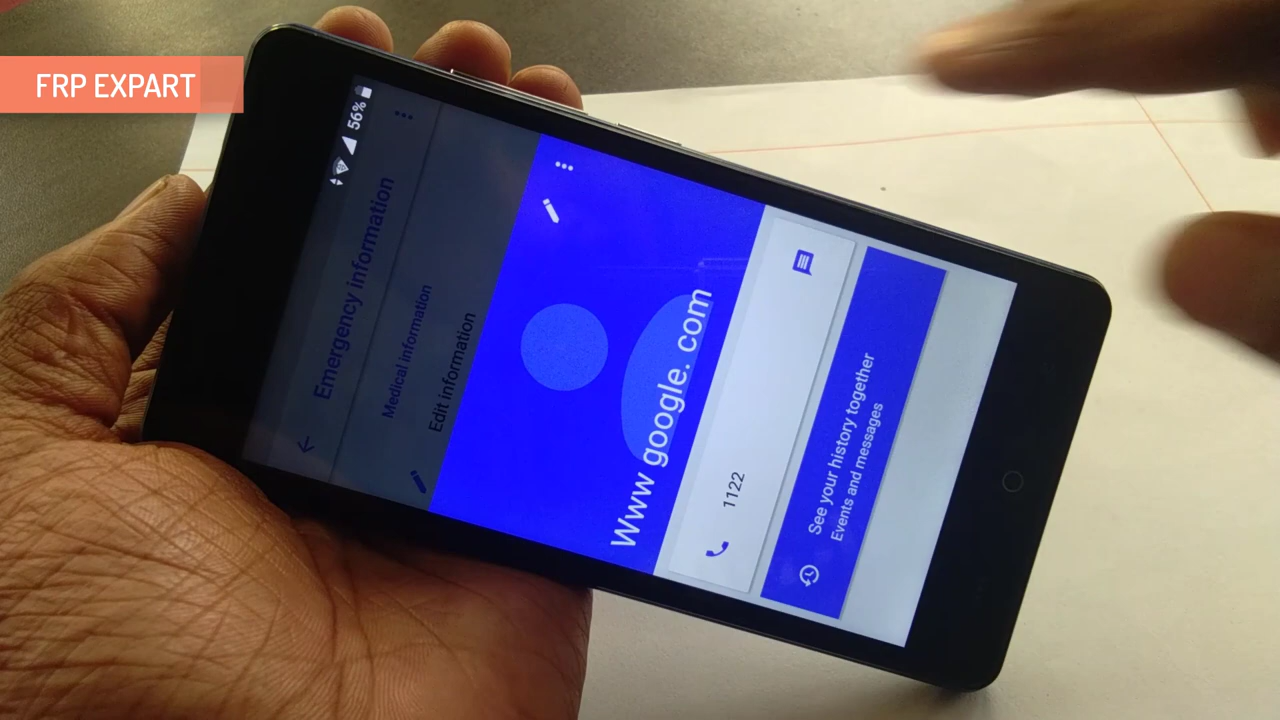 FRP EXPART
56%
Emergency information
Medical information
Edit information
Www google. com
1122
See your history together
Events and messages